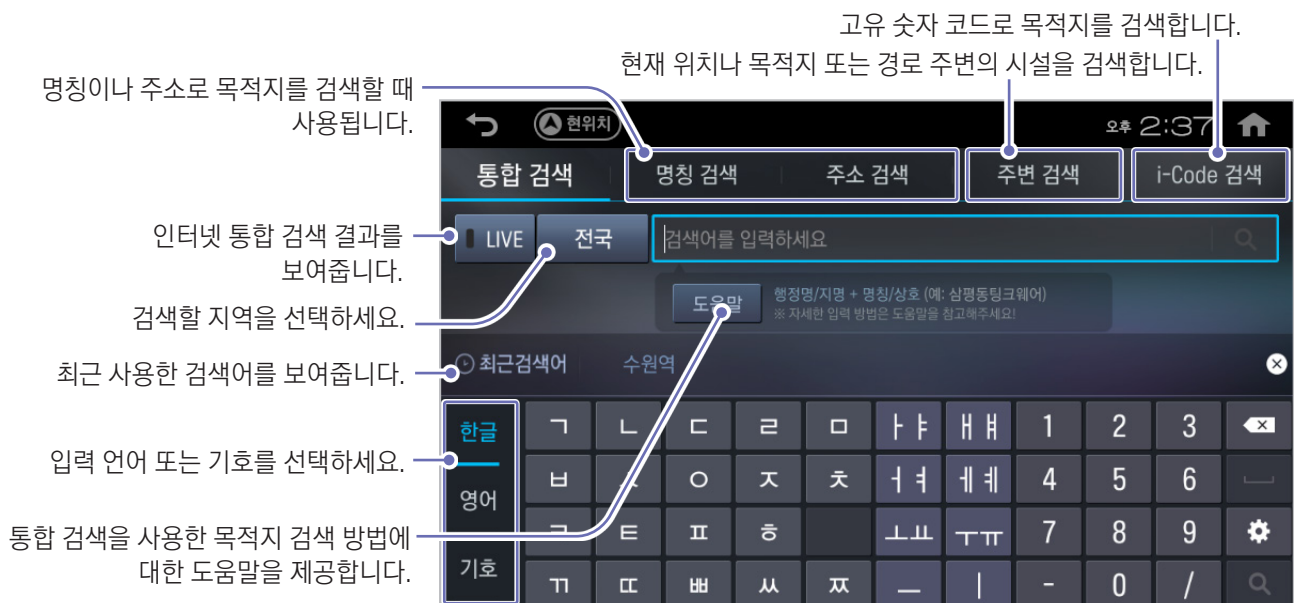 고유 숫자 코드로 목적지를 검색합니다.
현재 위치나 목적지 또는 경로 주변의 시설을 검색합니다.
명칭이나 주소로 목적지를 검색할 때
사용됩니다.
현위치
오후 2:37
통합 검색 명칭 검색 주소 검색 주변 검색 i-Code 검색
인터넷 통합 검색 결과를
보여줍니다.
LIVE 전국 검색어를 입력하세요
도움말 행정명/지명 + 명칭/상호 (예: 삼평동팅크웨어)
※ 자세한 입력 방법은 도움말을 참고해주세요!
검색할 지역을 선택하세요.
최근 사용한 검색어를 보여줍니다.
최근검색어 수원역
입력 언어 또는 기호를 선택하세요.
통합 검색을 사용한 목적지 검색 방법에
대한 도움말을 제공합니다.
한글 ㄱ ㄴ ㄷ ㄹ ㅁ ㅏㅑ ㅐㅒ 1 2 3
영어 ㅂ ㅇ ㅈ ㅊ ㅓㅕ ㅔㅖ 4 5 6
ㅌ ㅍ ㅎ ㅗㅛ ㅜㅠ 7 8 9
기호 ㄲ ㄸ ㅃ ㅆ ㅉ ㅡ ㅣ - 0 /